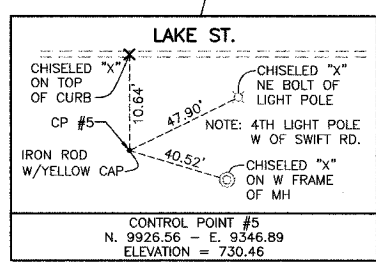 LAKE ST.
CHISELED "X"
ON TOP
OF CURB
10.64'
CHISELED "X"
NE BOLT OF
LIGHT POLE
47.90'
CP #5
NOTE: 4TH LIGHT POLE
W OF SWIFT RD.
IRON ROD
W/YELLOW CAP
40.52'
CHISELED "X"
ON W FRAME
OF MH
CONTROL POINT #5
N. 9926.56 - E. 9346.89
ELEVATION = 730.46